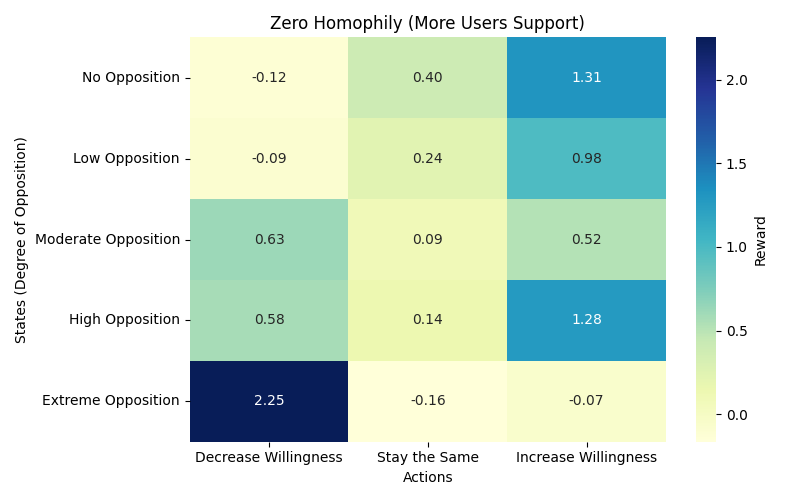 Zero Homophily (More Users Support)
States (Degree of Opposition)
No Opposition -0.12 0.40 1.31
Low Opposition -0.09 0.24 0.98
Moderate Opposition 0.63 0.09 0.52
High Opposition 0.58 0.14 1.28
Extreme Opposition 2.25 -0.16 -0.07
Decrease Willingness Stay the Same Increase Willingness
Actions
2.0
1.5
1.0
0.5
0.0
Reward